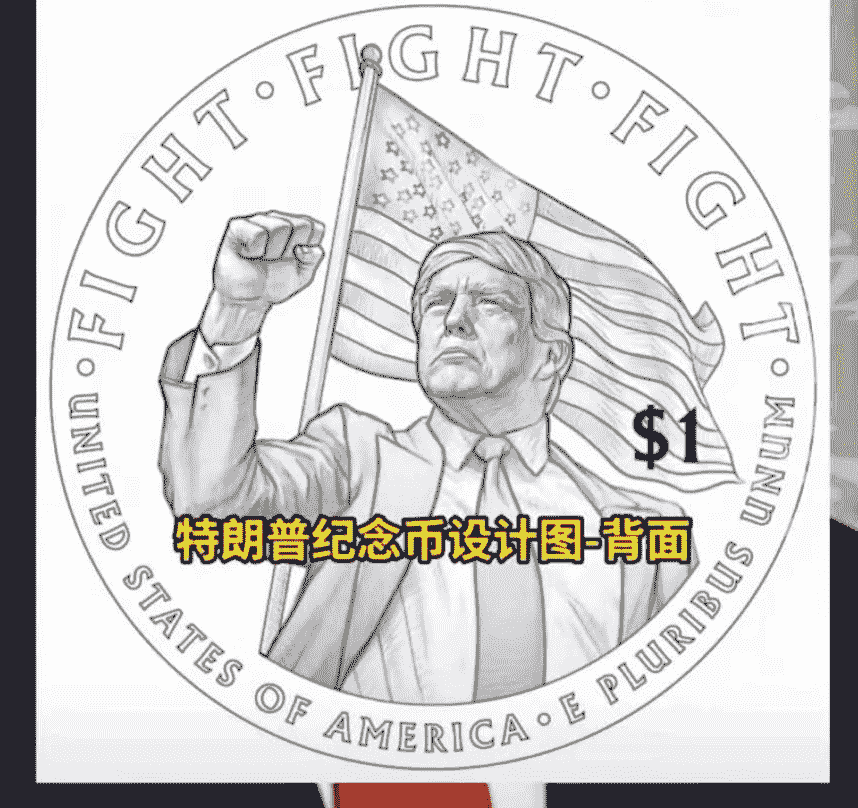 FIGHT • FIGHT • FIGHT
$1
特朗普纪念币设计图-背面
UNITED STATES OF AMERICA • E PLURIBUS UNUM